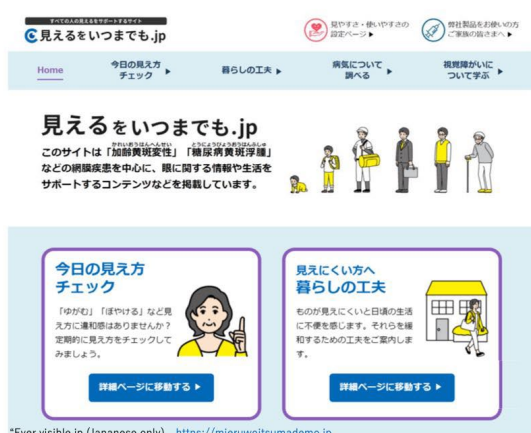 すべての人の見えるをサポートするサイト
見えるをいつまでも.jp
見やすさ・使いやすさの
設定ページ ▶
弊社製品をお使いの方
ご家族の皆さまへ ▶
Home
今日の見え方
チェック ▶
暮らしの工夫 ▶
病気について
調べる ▶
視覚障がいに
ついて学ぶ ▶
見えるをいつまでも.jp
かれいおうはんへんせい とうにょうびょうおうはんふしゅ
このサイトは「加齢黄斑変性」「糖尿病黄斑浮腫」
などの網膜疾患を中心に、眼に関する情報や生活を
サポートするコンテンツなどを掲載しています。
今日の見え方
チェック
「ゆがむ」「ぼやける」など見
え方に違和感はありませんか？
定期的に見え方をチェックして
みましょう。
詳細ページに移動する ▶
見えにくい方へ
暮らしの工夫
ものが見えにくいと日頃の生活
に不便を感じます。それらを緩
和するための工夫をご案内しま
す。
詳細ページに移動する ▶
"Ever visible.jp (Japanese only) https://mieruwoitsumademo.jp